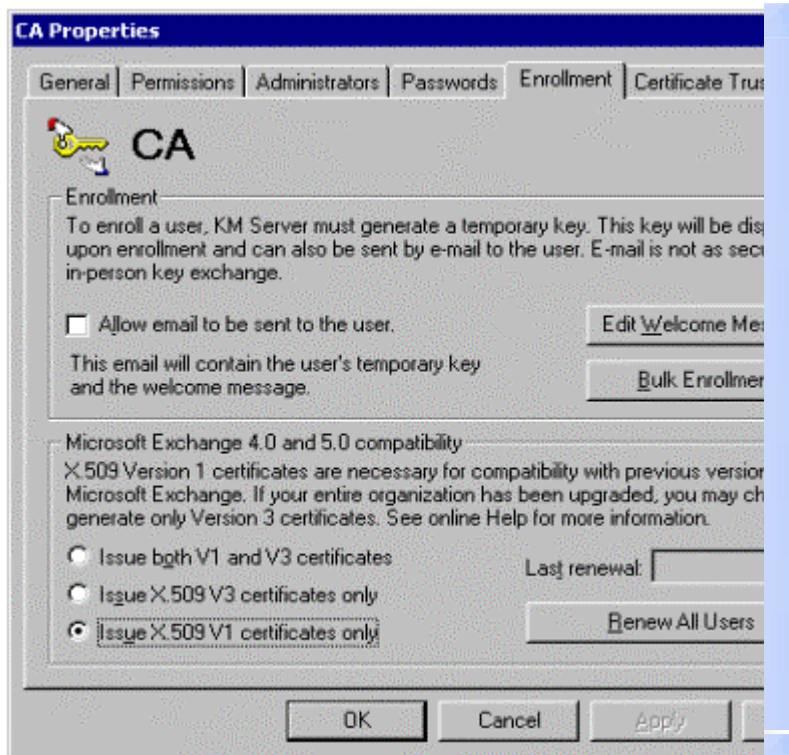 CA Properties
General Permissions Administrators Passwords Enrollment Certificate Trus
CA
Enrollment
To enroll a user, KM Server must generate a temporary key. This key will be dis
upon enrollment and can also be sent by e-mail to the user. E-mail is not as secu
in-person key exchange.
Allow email to be sent to the user.
Edit Welcome Mes
This email will contain the user's temporary key
and the welcome message.
Bulk Enrollmen
Microsoft Exchange 4.0 and 5.0 compatibility
X.509 Version 1 certificates are necessary for compatibility with previous version
Microsoft Exchange. If your entire organization has been upgraded, you may ch
generate only Version 3 certificates. See online Help for more information.
Issue both V1 and V3 certificates
Last renewal:
Issue X.509 V3 certificates only
Issue X.509 V1 certificates only
Renew All Users
OK Cancel Apply